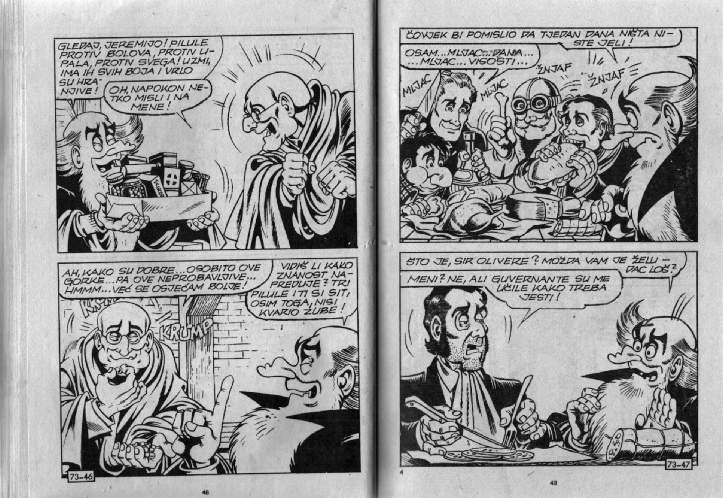 GLEDAJ, JEREMIJO! PILULE
PROTIV BOLOVA, PROTIV U-
PALA, PROTIV SVEGA! UZMI,
IMA IH SVIH BOJA I VRLO
SU HRA-
NJIVE!
OH, NAPOKON NE-
TKO MISLI I NA
MENE!
AH, KAKO SU DOBRE...OSOBITO OVE
GORKE...PA OVE NEPROBAVLJIVE...
HMMM...VEĆ SE OSJEĆAM BOLJE!
VIDIŠ LI KAKO
ZNANOST NA-
PREDUJE? TRI
PILULE I TI SI SIT,
OSIM TOGA, NISI
KVARIO ZUBE!
KRUMP
73-46
46
ČOVJEK BI POMISLIO DA TJEDAN DANA NIŠTA NI-
STE JELI!
OSAM...MLJAC...DANA...
...MLJAC...VISOSTI...
MLJAC
MLJAC
ŽNJAF
ŽNJAF
ŠTO JE, SIR OLIVERE? MOŽDA VAM JE ŽELU-
DAC LOŠ?
MENI? NE, ALI GUVERNANTE SU ME
UČILE KAKO TREBA
JESTI!
4
48
73-47